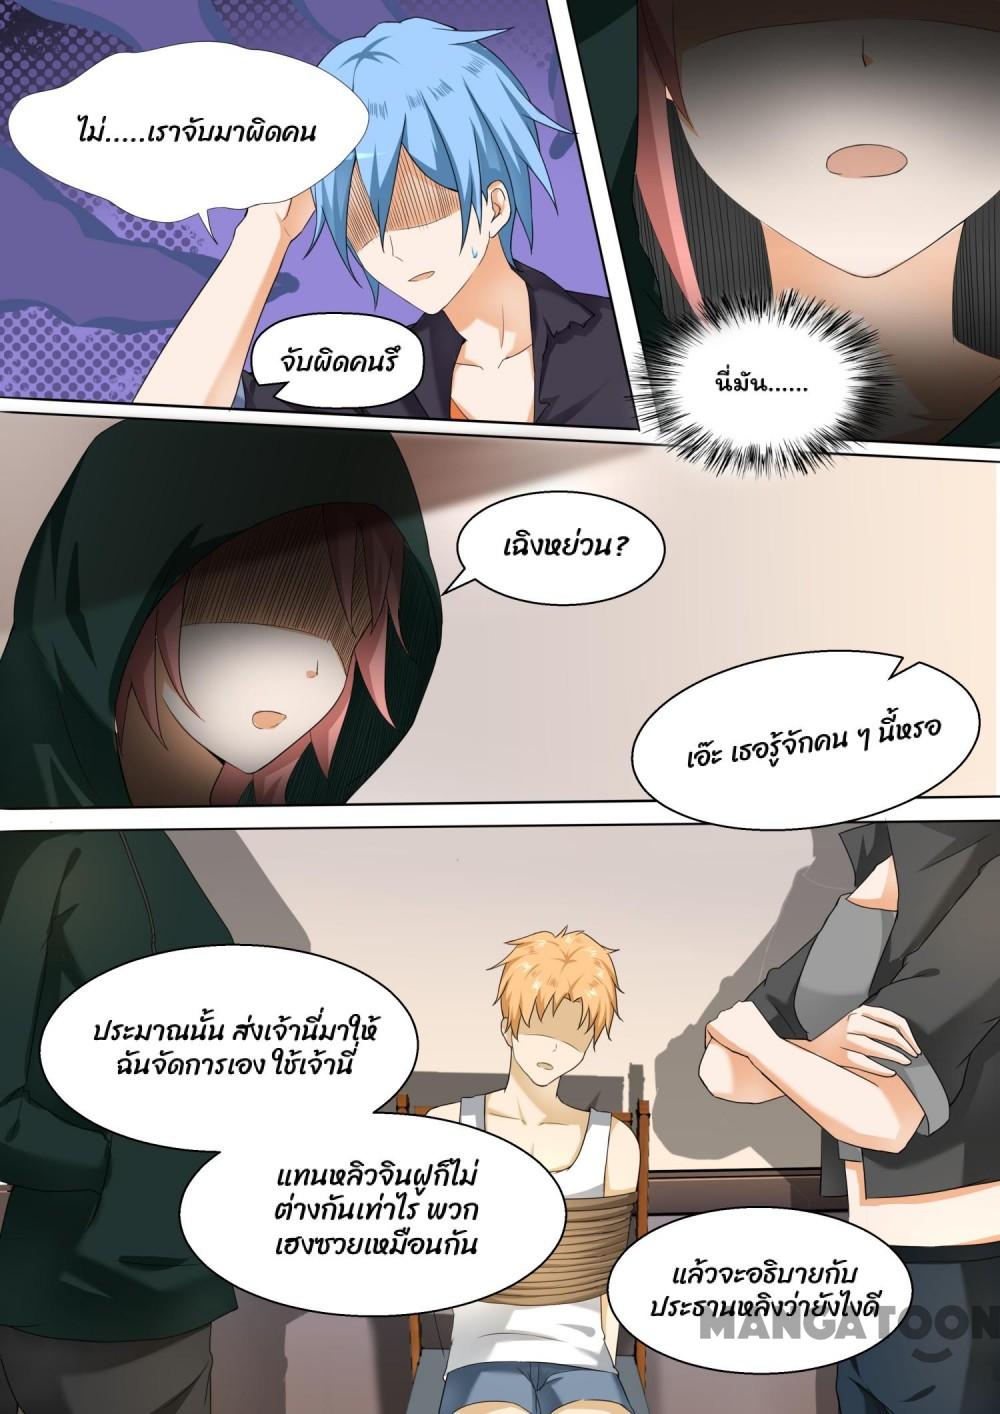 ไม่.....เราจับมาผิดคน
จับผิดคนรึ
นี่มัน......
เฉิงหย่วน?
เอ๊ะ เธอรู้จักคน ๆ นี้หรอ
ประมาณนั้น ส่งเจ้านี่มาให้
ฉันจัดการเอง ใช้เจ้านี่
แทนหลิวจินฝูก็ไม่
ต่างกันเท่าไร พวก
เฮงซวยเหมือนกัน
แล้วจะอธิบายกับ
ประธานหลิงว่ายังไงดี
MANGATOON